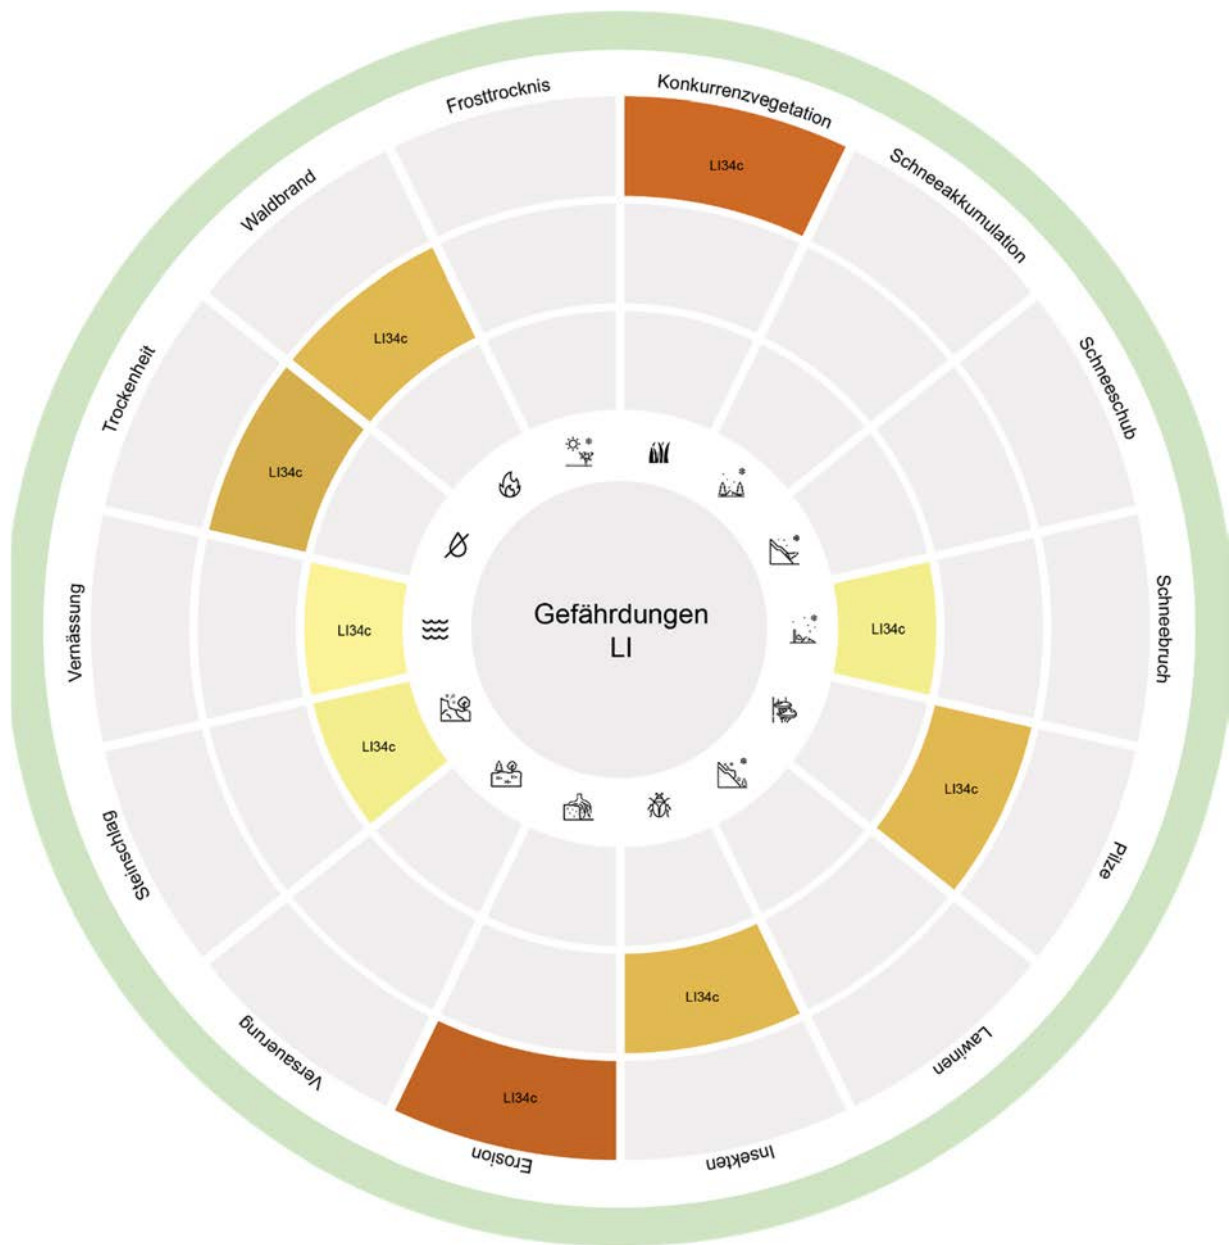 Frosttrocknis
Konkurrenzvegetation
Schneeakkumulation
Schneeschub
Schneebruch
Pilze
Lawinen
Insekten
Erosion
Versauerung
Steinschlag
Vernässung
Trockenheit
Waldbrand
LI34c
LI34c
LI34c
LI34c
LI34c
Gefährdungen
LI
LI34c
LI34c
LI34c
LI34c